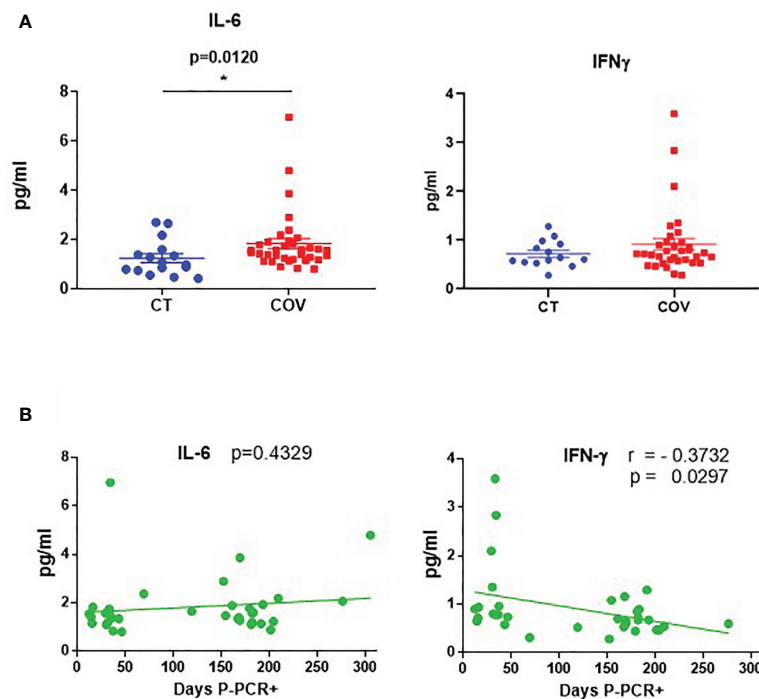 A
IL-6
p=0.0120
*
8
6
4
2
0
pg/ml
CT COV
IFNγ
4
3
2
1
0
pg/ml
CT COV
B
IL-6 p=0.4329
8
6
4
2
0
pg/ml
0 50 100 150 200 250 300
Days P-PCR+
IFN-γ r = - 0.3732
p = 0.0297
4
3
2
1
0
pg/ml
0 50 100 150 200 250 300
Days P-PCR+